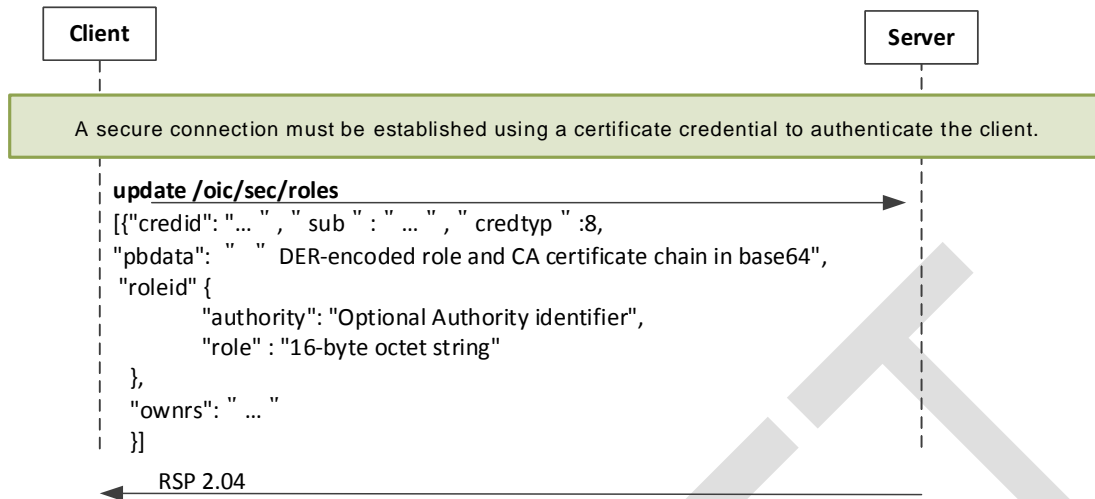 Client
Server
A secure connection must be established using a certificate credential to authenticate the client.
update /oic/sec/roles
[{"credid": "… " , " sub " : " … " , " credtyp " :8,
"pbdata": " " DER-encoded role and CA certificate chain in base64",
"roleid" {
"authority": "Optional Authority identifier",
"role" : "16-byte octet string"
},
"ownrs": " … "
}]
RSP 2.04